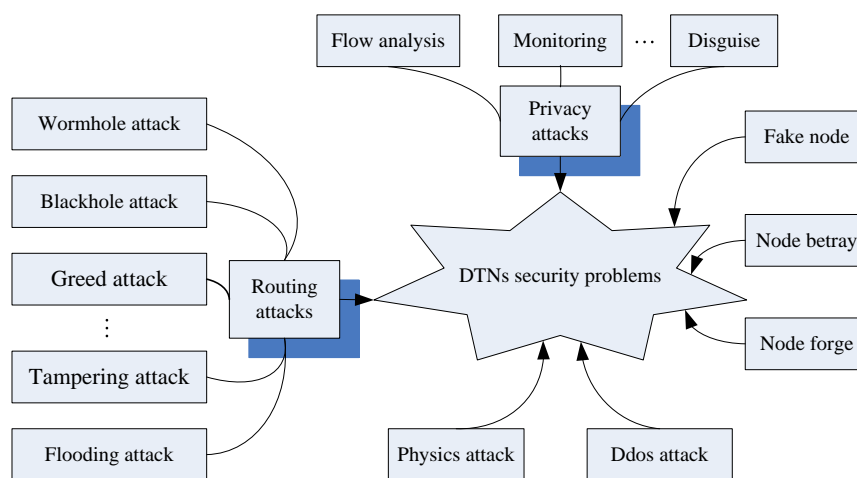 Flow analysis
Monitoring
...
Disguise
Privacy
attacks
Wormhole attack
Blackhole attack
Greed attack
...
Tampering attack
Flooding attack
Routing
attacks
DTNs security problems
Fake node
Node betray
Node forge
Physics attack
Ddos attack